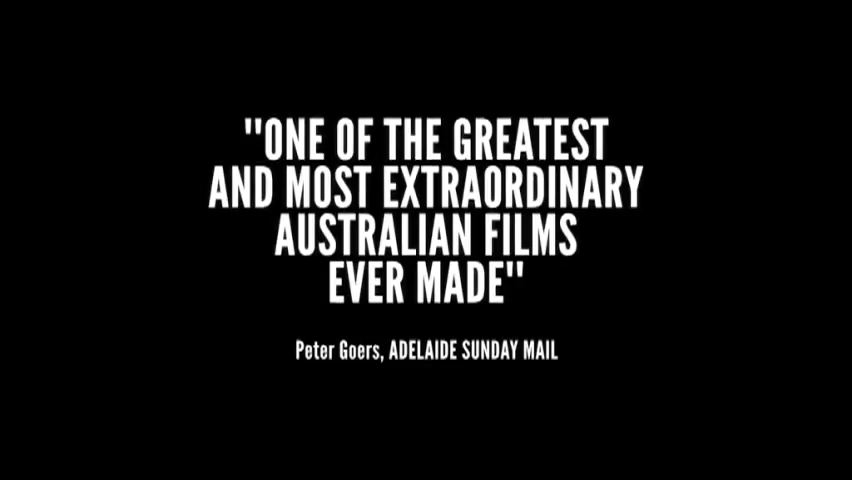 "ONE OF THE GREATEST
AND MOST EXTRAORDINARY
AUSTRALIAN FILMS
EVER MADE"
Peter Goers, ADELAIDE SUNDAY MAIL